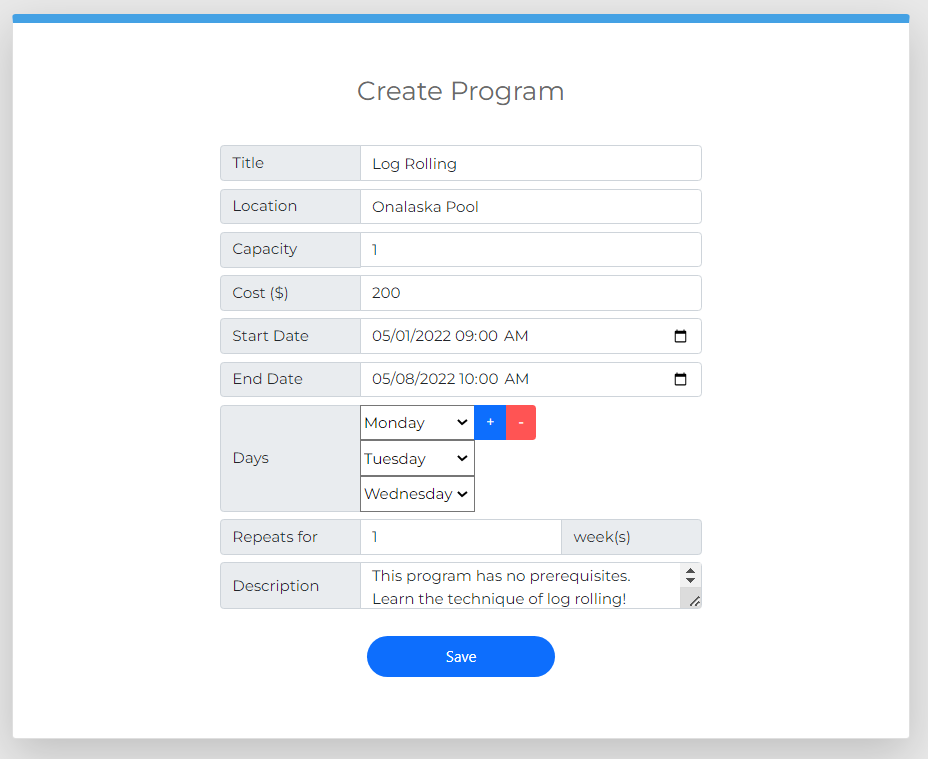 Create Program
Title Log Rolling
Location Onalaska Pool
Capacity 1
Cost ($) 200
Start Date 05/01/2022 09:00 AM
End Date 05/08/2022 10:00 AM
Monday + -
Days Tuesday
Wednesday
Repeats for 1 week(s)
Description This program has no prerequisites.
Learn the technique of log rolling!
Save